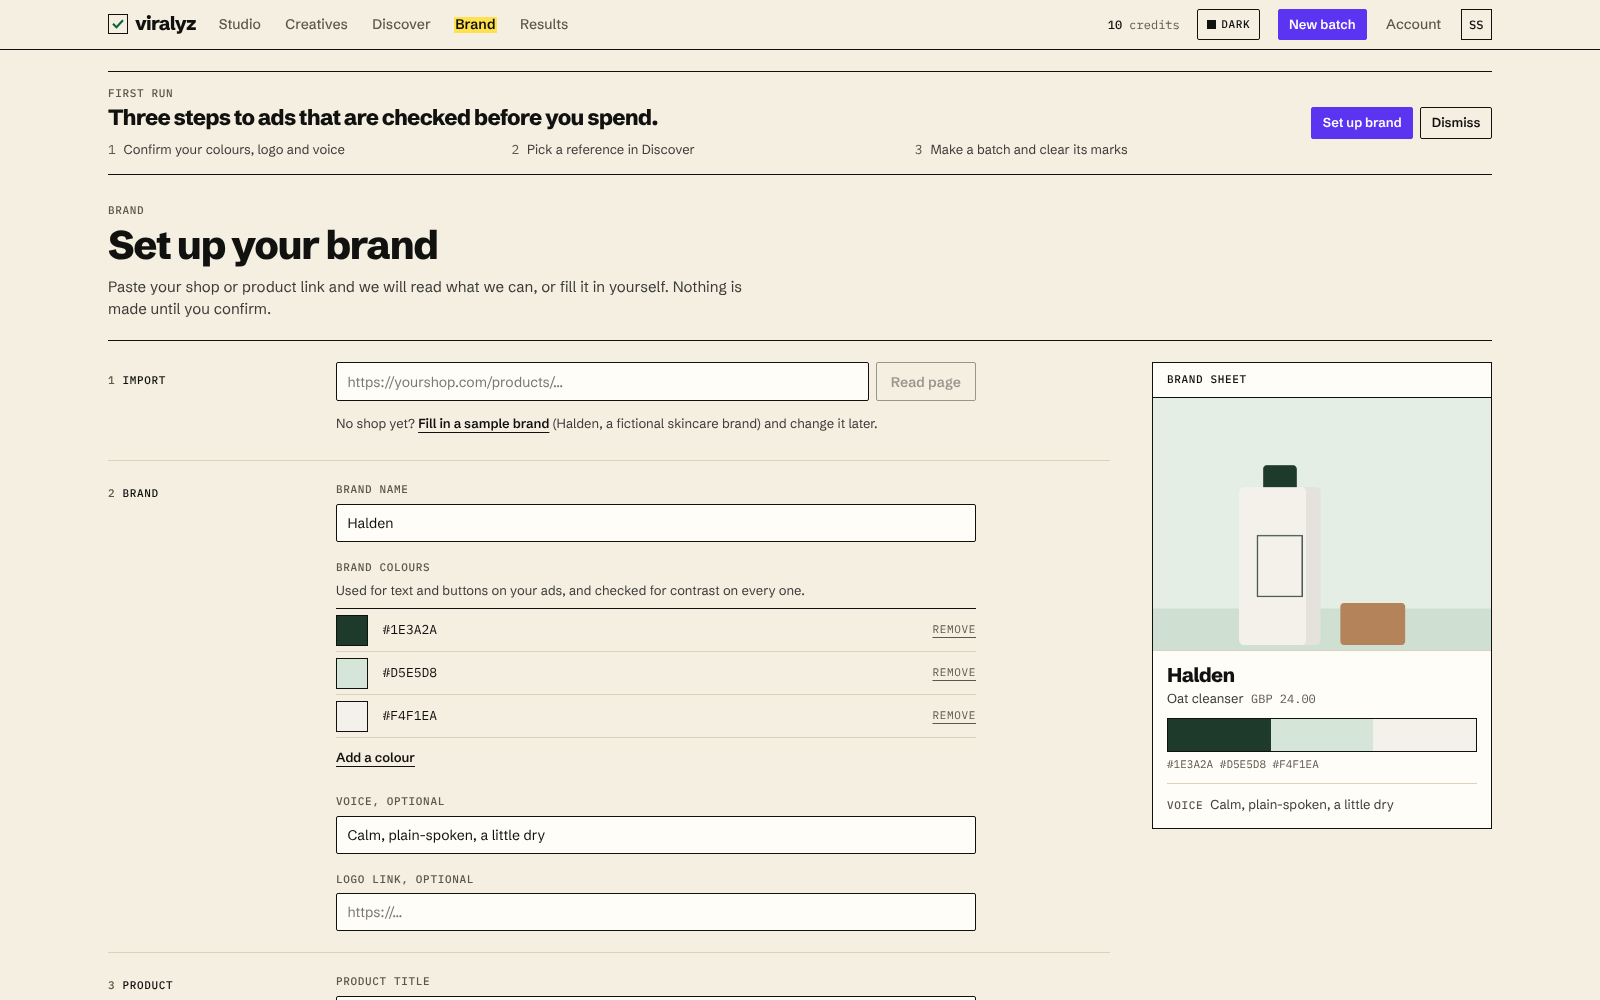 viralyz Studio Creatives Discover Brand Results 10 credits DARK New batch Account SS
FIRST RUN
Three steps to ads that are checked before you spend.
Set up brand Dismiss
1 Confirm your colours, logo and voice 2 Pick a reference in Discover 3 Make a batch and clear its marks
BRAND
Set up your brand
Paste your shop or product link and we will read what we can, or fill it in yourself. Nothing is
made until you confirm.
1 IMPORT
https://yourshop.com/products/... Read page
No shop yet? Fill in a sample brand (Halden, a fictional skincare brand) and change it later.
2 BRAND
BRAND NAME
Halden
BRAND COLOURS
Used for text and buttons on your ads, and checked for contrast on every one.
#1E3A2A REMOVE
#D5E5D8 REMOVE
#F4F1EA REMOVE
Add a colour
VOICE, OPTIONAL
Calm, plain-spoken, a little dry
LOGO LINK, OPTIONAL
https://...
3 PRODUCT
PRODUCT TITLE
BRAND SHEET
Halden
Oat cleanser GBP 24.00
#1E3A2A #D5E5D8 #F4F1EA
VOICE Calm, plain-spoken, a little dry